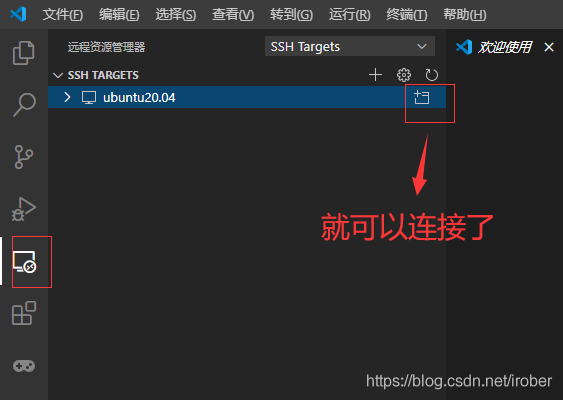 文件(F) 编辑(E) 选择(S) 查看(V) 转到(G) 运行(R) 终端(T) 帮助(H)
远程资源管理器 SSH Targets 欢迎使用
SSH TARGETS
ubuntu20.04
就可以连接了
https://blog.csdn.net/irober